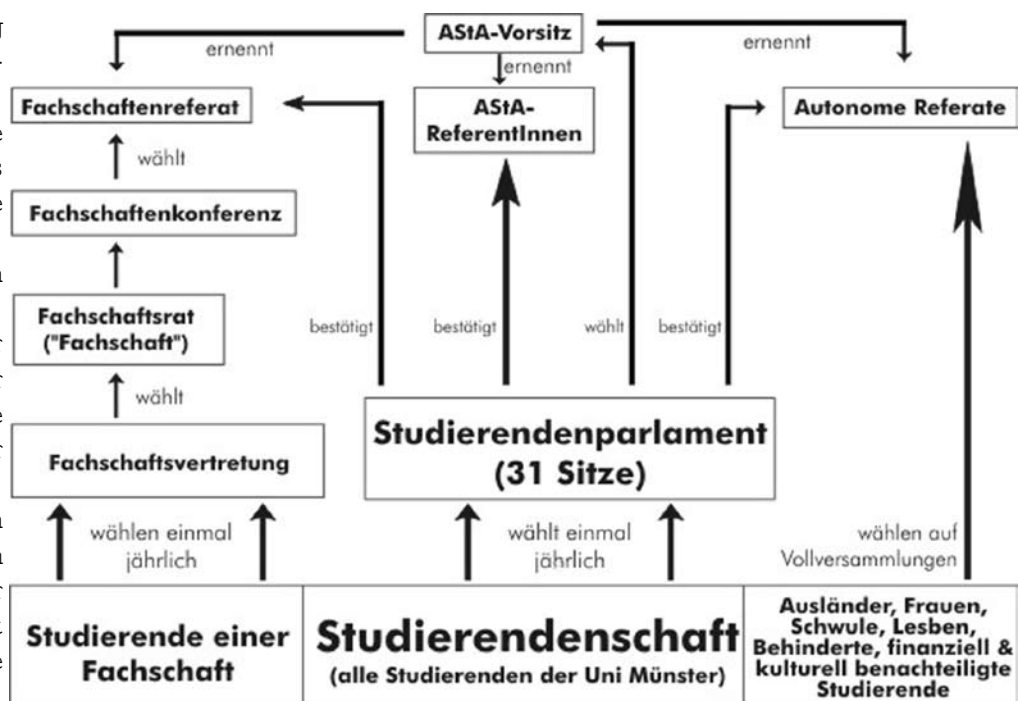 AStA-Vorsitz
ernennt
ernennt
ernennt
Fachschaftenreferat
AStA-
ReferentInnen
Autonome Referate
wählt
Fachschaftenkonferenz
Fachschaftsrat
("Fachschaft")
bestätigt
bestätigt
wählt
bestätigt
wählt
Fachschaftsvertretung
Studierendenparlament
(31 Sitze)
wählen einmal
jährlich
wählt einmal
jährlich
wählen auf
Vollversammlungen
Studierende einer
Fachschaft
Studierendenschaft
(alle Studierenden der Uni Münster)
Ausländer, Frauen,
Schwule, Lesben,
Behinderte, finanziell &
kulturell benachteiligte
Studierende